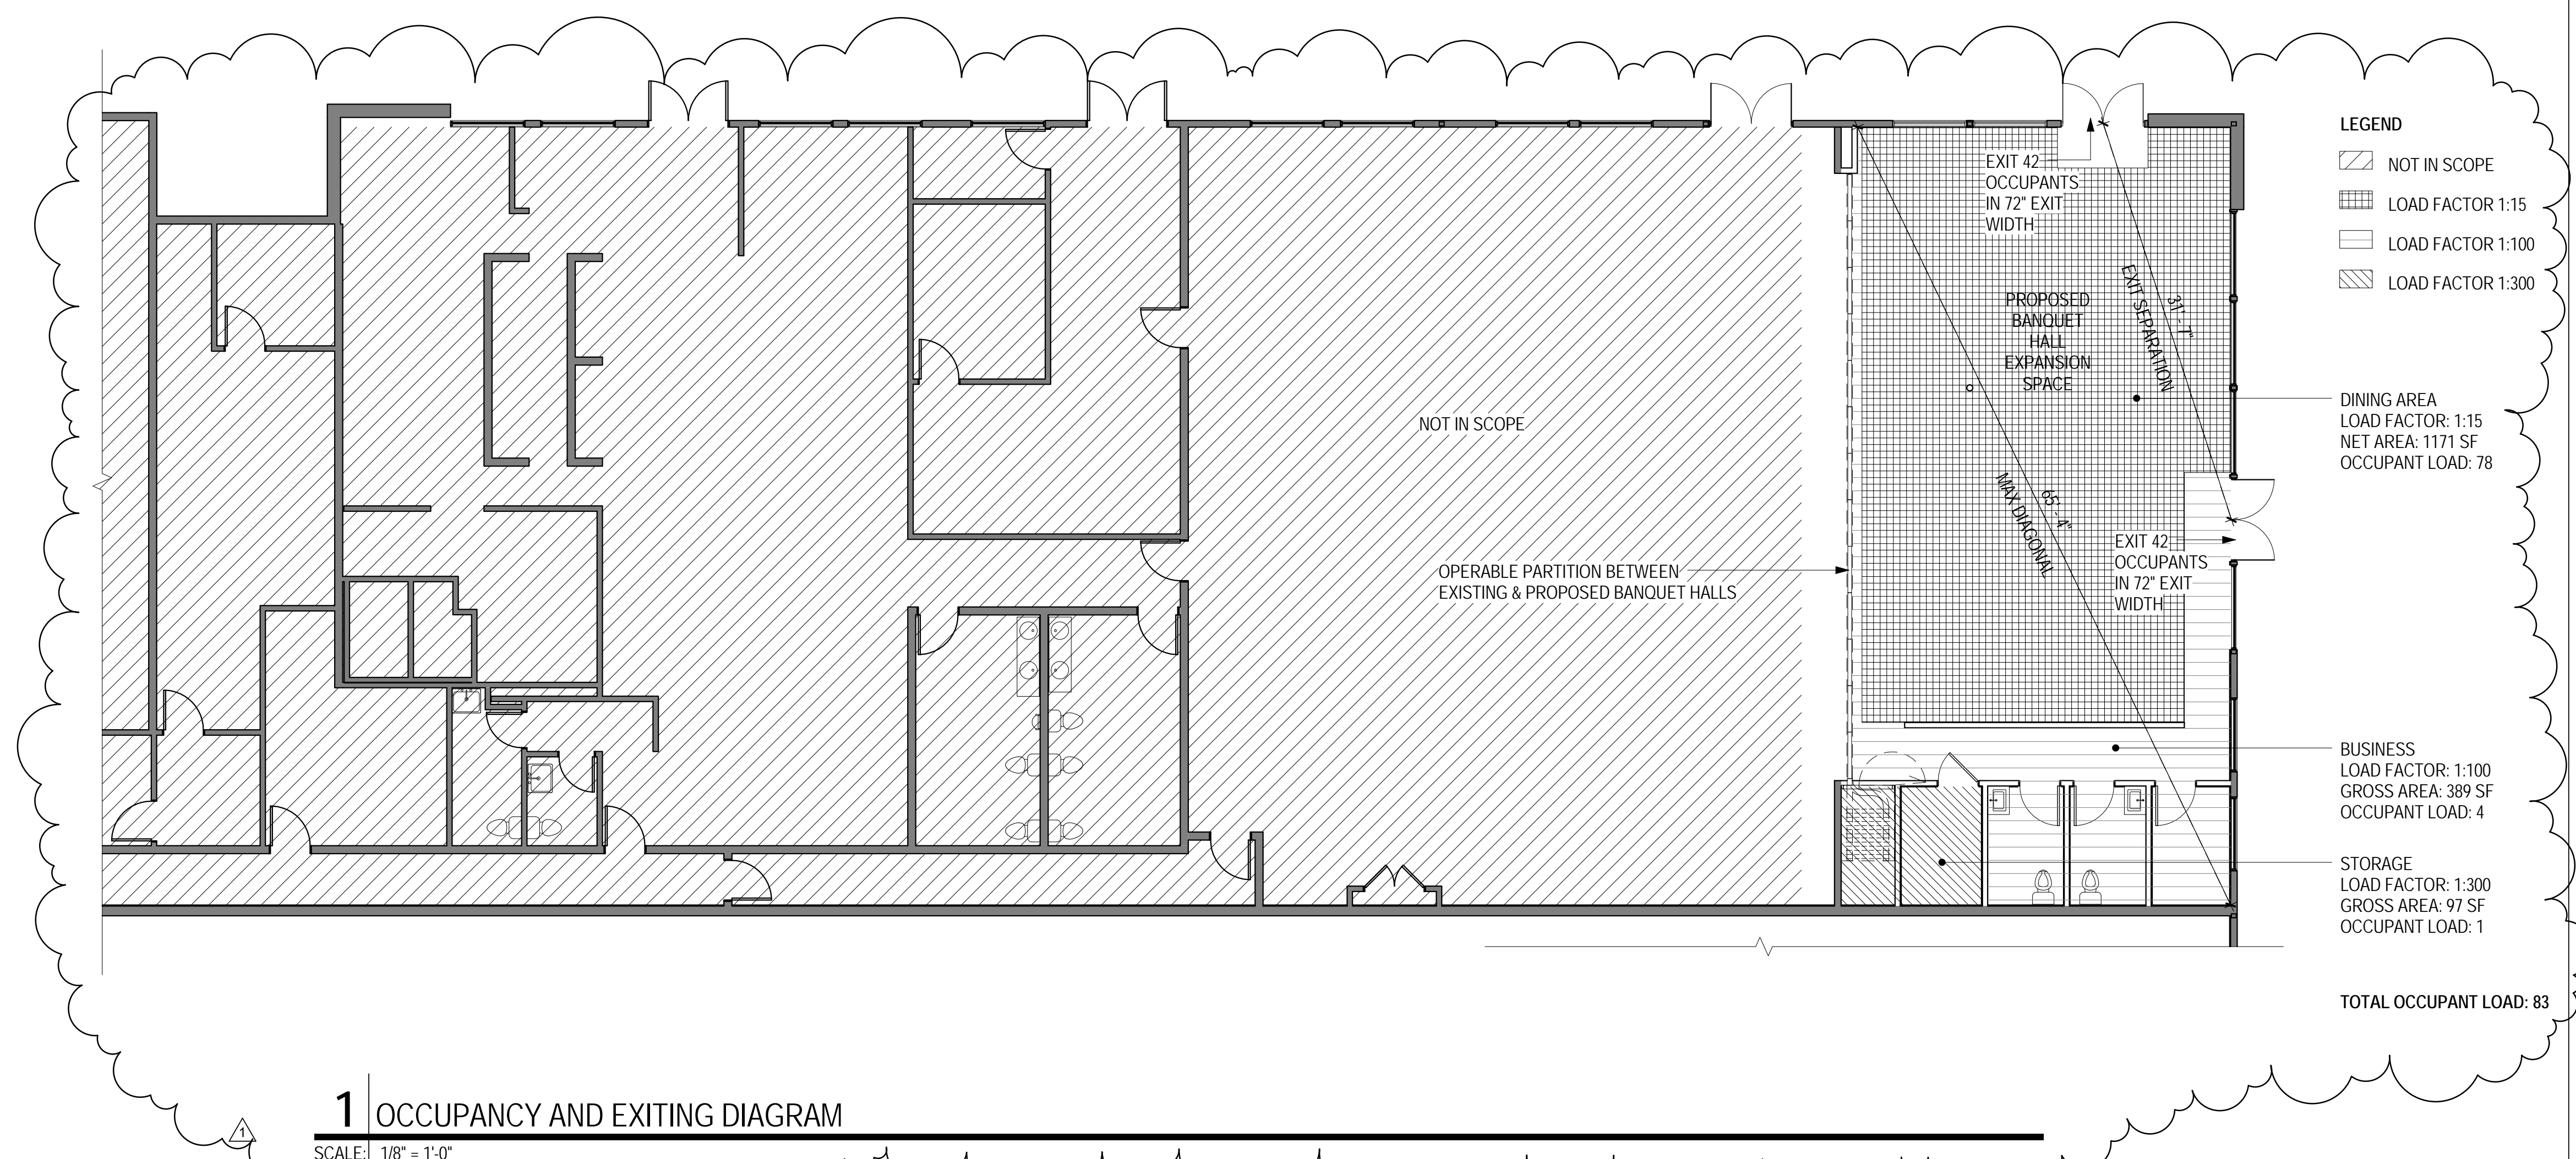 LEGEND
NOT IN SCOPE
LOAD FACTOR 1:15
LOAD FACTOR 1:100
LOAD FACTOR 1:300
EXIT 42
OCCUPANTS
IN 72" EXIT
WIDTH
PROPOSED
BANQUET
HALL
EXPANSION
SPACE
31' - 7"
EXIT SEPARATION
65' - 4"
MAX DIAGONAL
NOT IN SCOPE
DINING AREA
LOAD FACTOR: 1:15
NET AREA: 1171 SF
OCCUPANT LOAD: 78
EXIT 42
OCCUPANTS
IN 72" EXIT
WIDTH
OPERABLE PARTITION BETWEEN
EXISTING & PROPOSED BANQUET HALLS
BUSINESS
LOAD FACTOR: 1:100
GROSS AREA: 389 SF
OCCUPANT LOAD: 4
STORAGE
LOAD FACTOR: 1:300
GROSS AREA: 97 SF
OCCUPANT LOAD: 1
TOTAL OCCUPANT LOAD: 83
1 OCCUPANCY AND EXITING DIAGRAM
1
SCALE: 1/8" = 1'-0"